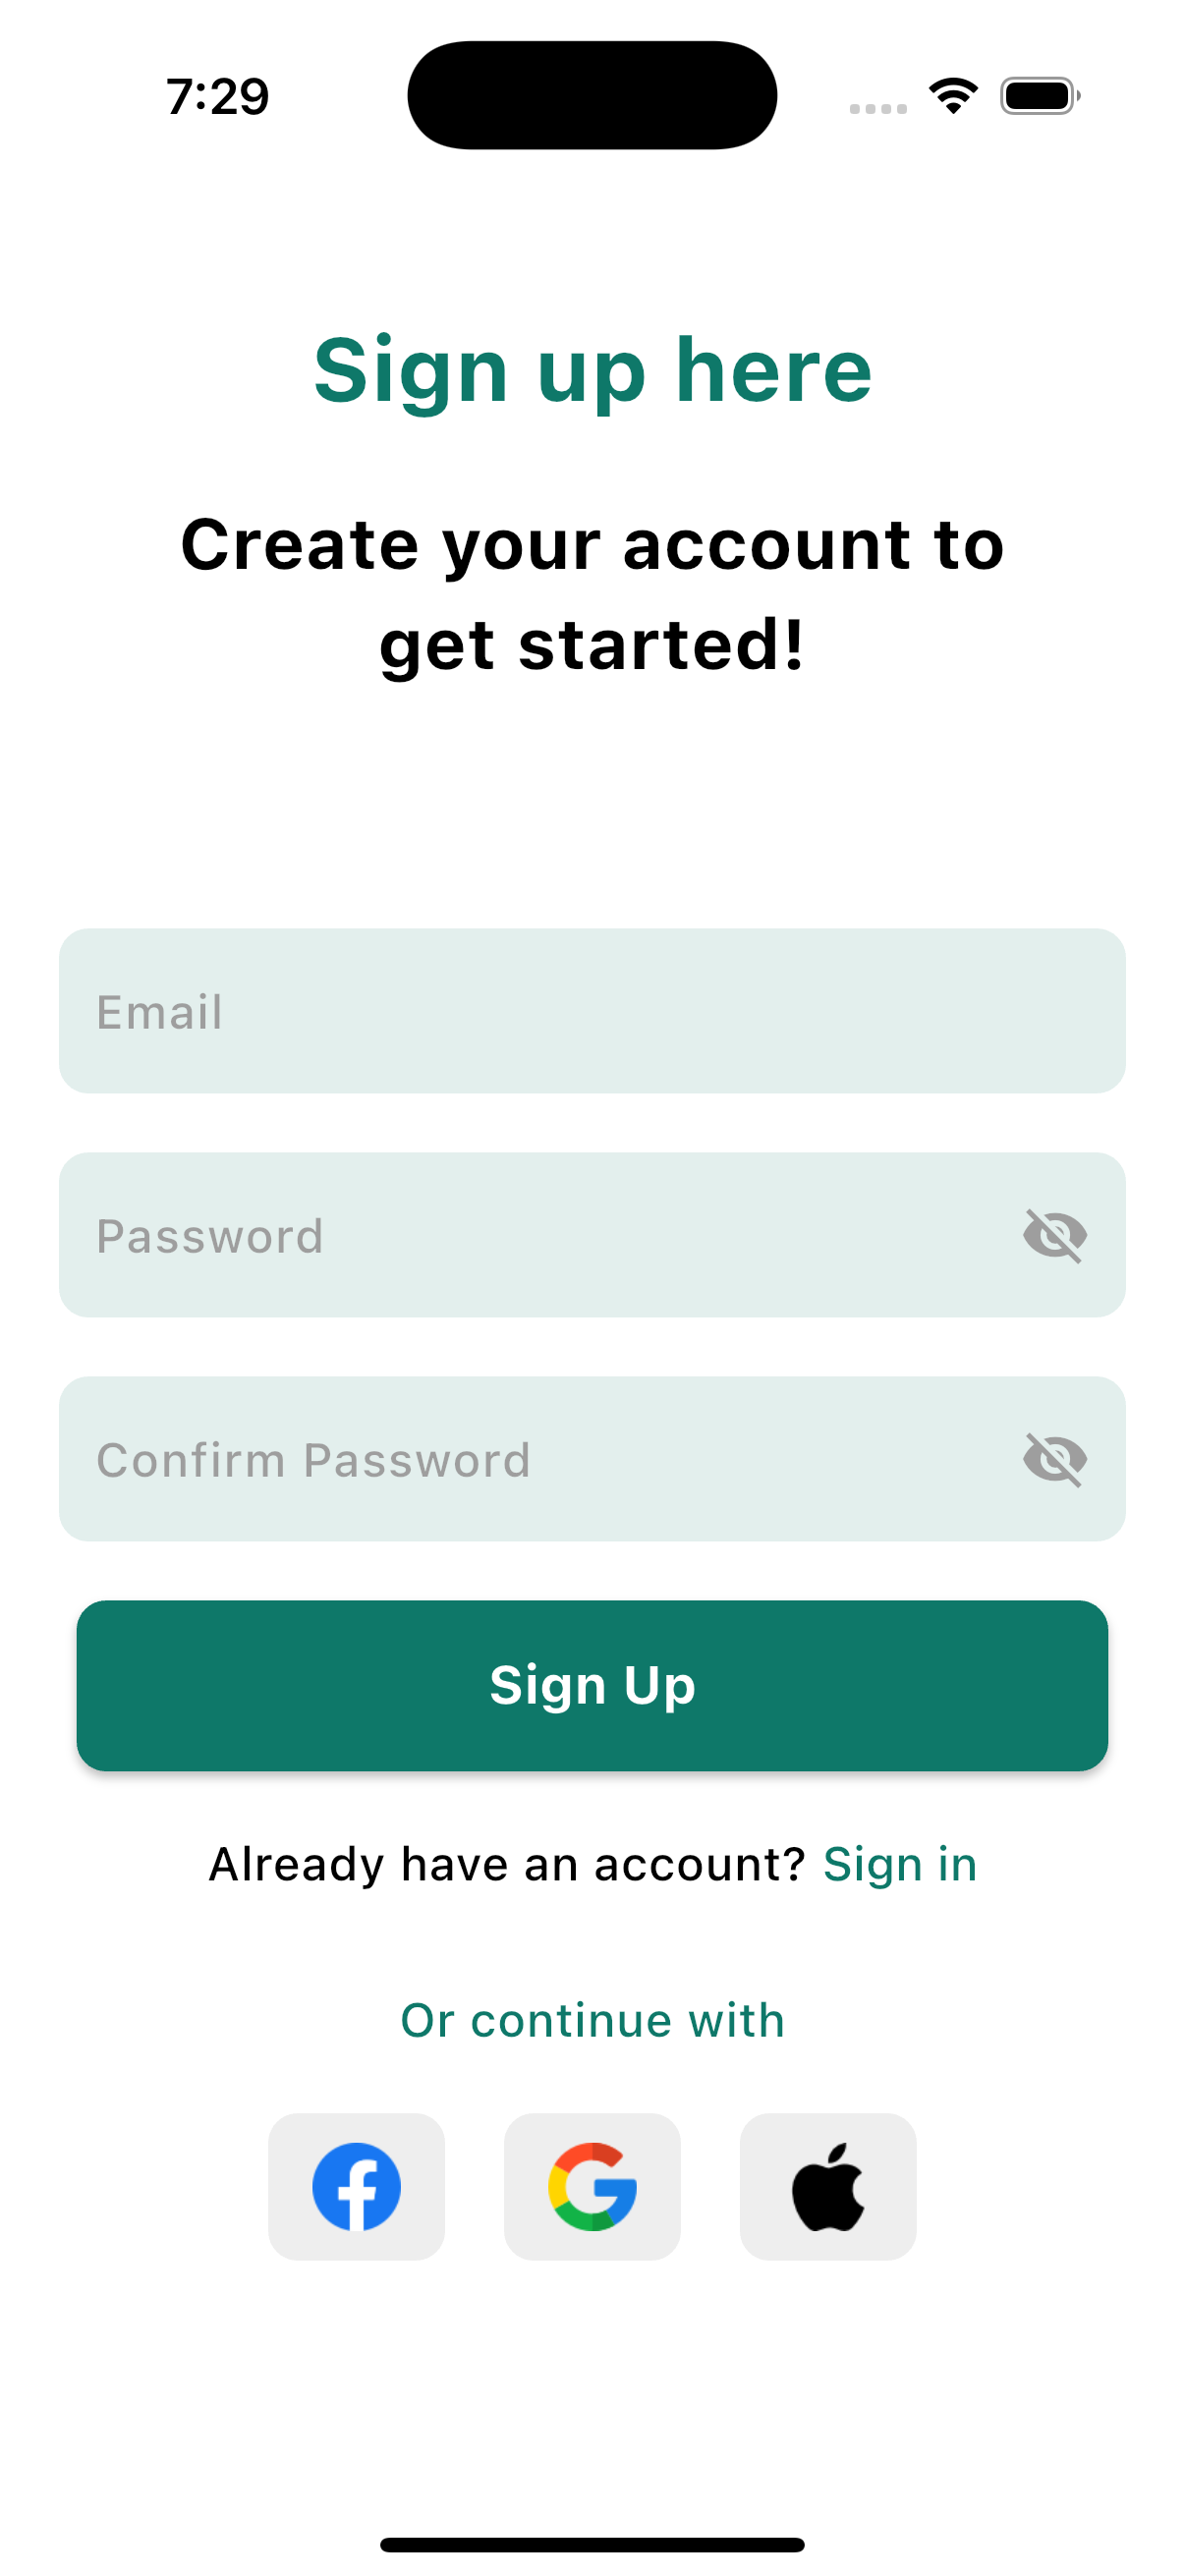 7:29
Sign up here
Create your account to
get started!
Email
Password
Confirm Password
Sign Up
Already have an account? Sign in
Or continue with